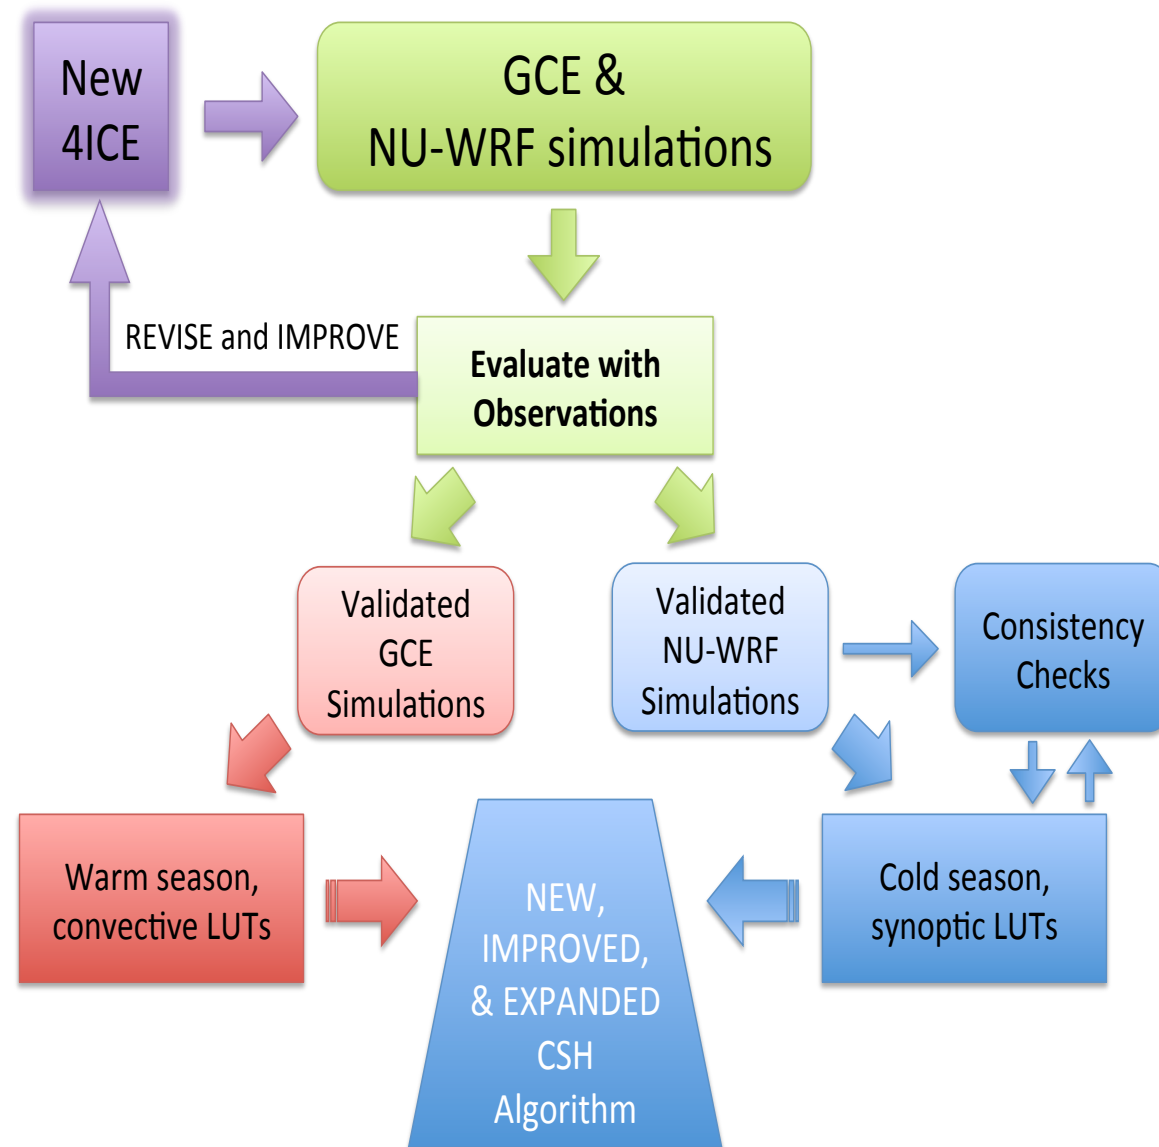 New
4ICE
GCE &
NU-WRF simulations
REVISE and IMPROVE
Evaluate with
Observations
Validated
GCE
Simulations
Validated
NU-WRF
Simulations
Consistency
Checks
Warm season,
convective LUTs
NEW,
IMPROVED,
& EXPANDED
CSH
Algorithm
Cold season,
synoptic LUTs